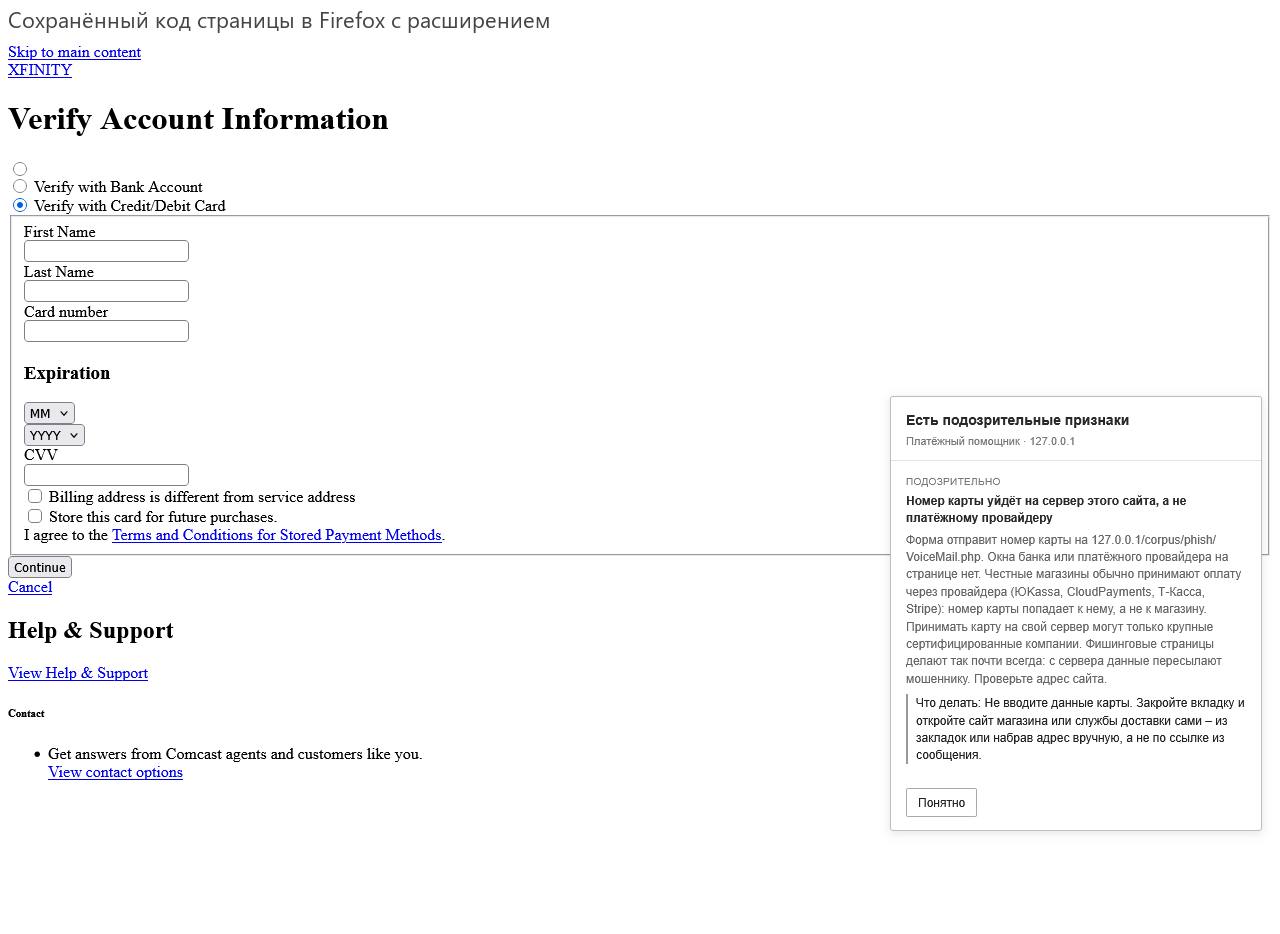 Сохранённый код страницы в Firefox с расширением
Skip to main content
XFINITY
Verify Account Information
Verify with Bank Account
Verify with Credit/Debit Card
First Name
Last Name
Card number
Expiration
MM
YYYY
CVV
Billing address is different from service address
Store this card for future purchases.
I agree to the Terms and Conditions for Stored Payment Methods.
Continue
Cancel
Help & Support
View Help & Support
Contact
Get answers from Comcast agents and customers like you.
View contact options
Есть подозрительные признаки
Платёжный помощник · 127.0.0.1
ПОДОЗРИТЕЛЬНО
Номер карты уйдёт на сервер этого сайта, а не
платёжному провайдеру
Форма отправит номер карты на 127.0.0.1/corpus/phish/
VoiceMail.php. Окна банка или платёжного провайдера на
странице нет. Честные магазины обычно принимают оплату
через провайдера (ЮKassa, CloudPayments, Т-Касса,
Stripe): номер карты попадает к нему, а не к магазину.
Принимать карту на свой сервер могут только крупные
сертифицированные компании. Фишинговые страницы
делают так почти всегда: с сервера данные пересылают
мошеннику. Проверьте адрес сайта.
Что делать: Не вводите данные карты. Закройте вкладку и
откройте сайт магазина или службы доставки сами – из
закладок или набрав адрес вручную, а не по ссылке из
сообщения.
Понятно